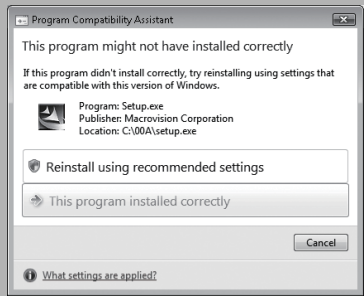 Program Compatibility Assistant
This program might not have installed correctly
If this program didn't install correctly, try reinstalling using settings that
are compatible with this version of Windows.
Program: Setup.exe
Publisher: Macrovision Corporation
Location: C:\00A\setup.exe
Reinstall using recommended settings
This program installed correctly
Cancel
What settings are applied?